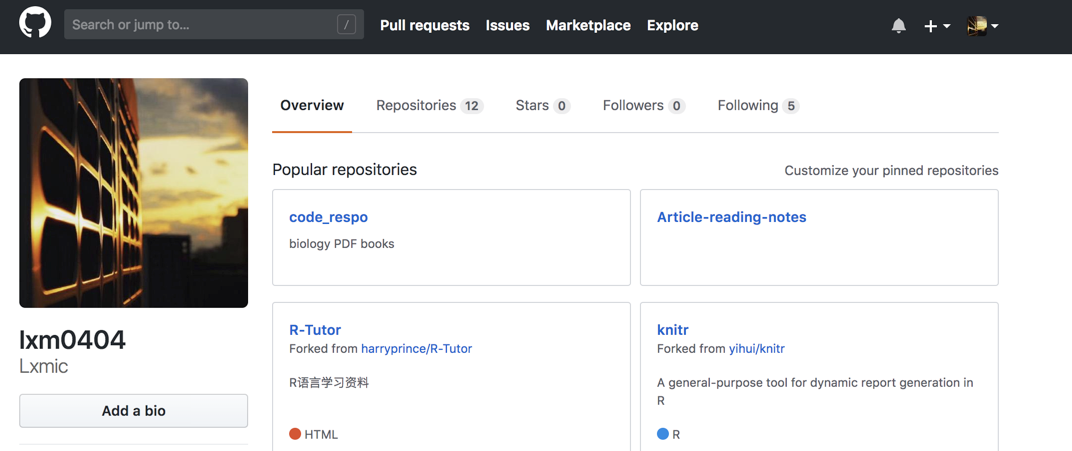 Search or jump to... /
Pull requests Issues Marketplace Explore
Overview Repositories 12 Stars 0 Followers 0 Following 5
Popular repositories
Customize your pinned repositories
code_respo
biology PDF books
Article-reading-notes
R-Tutor
Forked from harryprince/R-Tutor
R语言学习资料
HTML
knitr
Forked from yihui/knitr
A general-purpose tool for dynamic report generation in
R
R
lxm0404
Lxmic
Add a bio